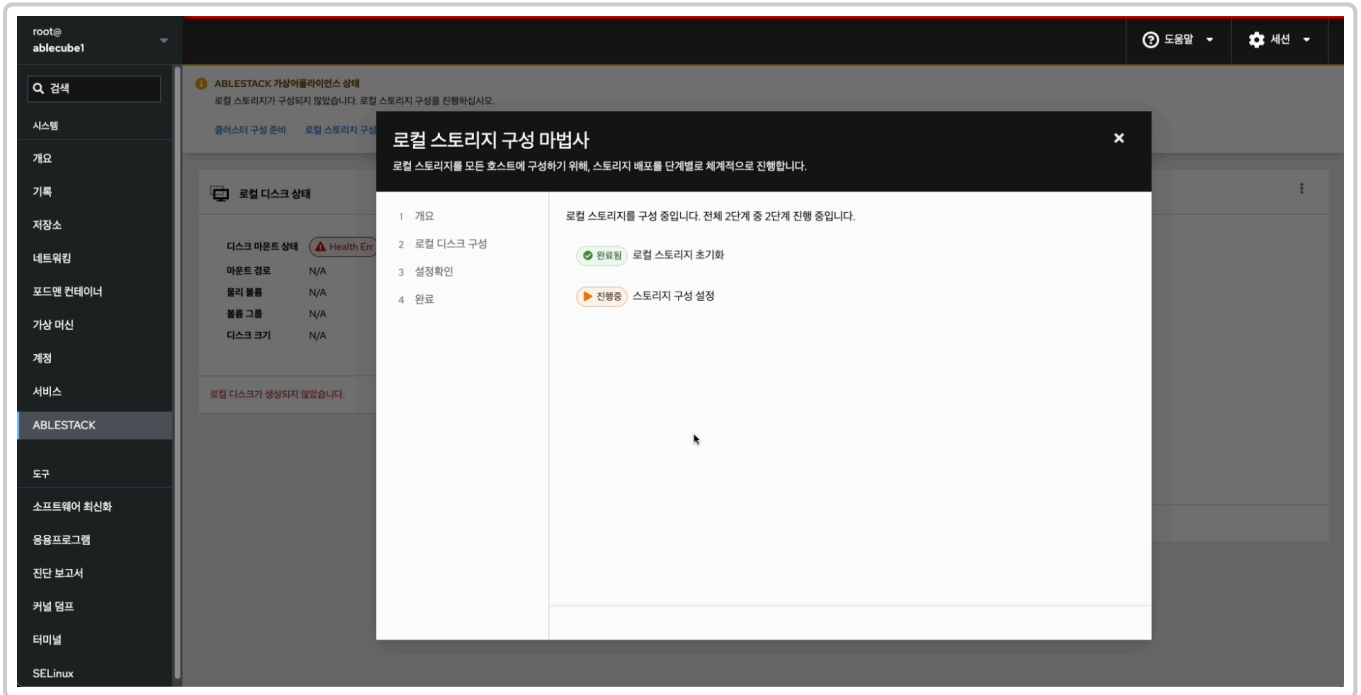 root@
ablecube1
도움말
세션
검색
시스템
개요
기록
저장소
네트워킹
포드맨 컨테이너
가상 머신
계정
서비스
ABLESTACK
도구
소프트웨어 최신화
응용프로그램
진단 보고서
커널 덤프
터미널
SELinux
ABLESTACK 가상어플라이언스 상태
로컬 스토리지가 구성되지 않았습니다. 로컬 스토리지 구성을 진행하십시오.
클러스터 구성 준비 로컬 스토리지 구성
로컬 디스크 상태
디스크 마운트 상태 Health Err
마운트 경로 N/A
물리 볼륨 N/A
볼륨 그룹 N/A
디스크 크기 N/A
로컬 디스크가 생성되지 않았습니다.
로컬 스토리지 구성 마법사
로컬 스토리지를 모든 호스트에 구성하기 위해, 스토리지 배포를 단계별로 체계적으로 진행합니다.
1 개요
2 로컬 디스크 구성
3 설정확인
4 완료
로컬 스토리지를 구성 중입니다. 전체 2단계 중 2단계 진행 중입니다.
완료됨 로컬 스토리지 초기화
진행중 스토리지 구성 설정